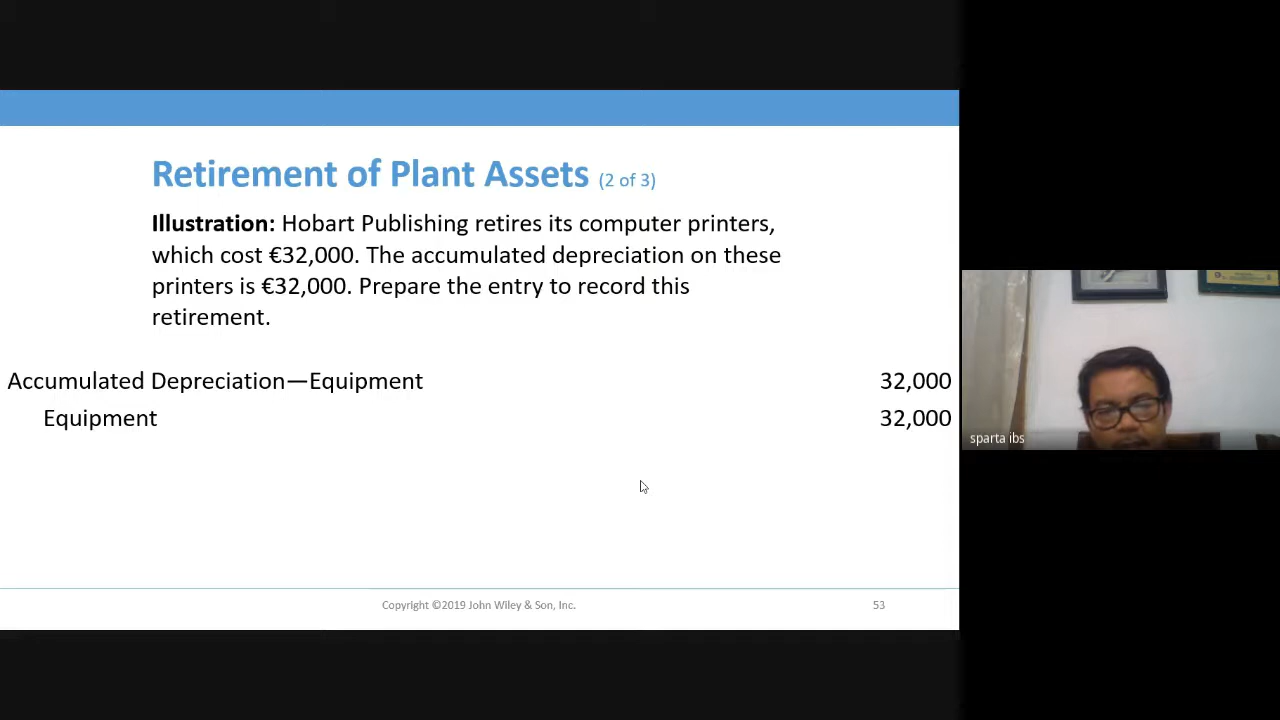 Retirement of Plant Assets (2 of 3)
Illustration: Hobart Publishing retires its computer printers,
which cost €32,000. The accumulated depreciation on these
printers is €32,000. Prepare the entry to record this
retirement.
Accumulated Depreciation—Equipment 32,000
Equipment 32,000
Copyright ©2019 John Wiley & Son, Inc. 53
sparta ibs